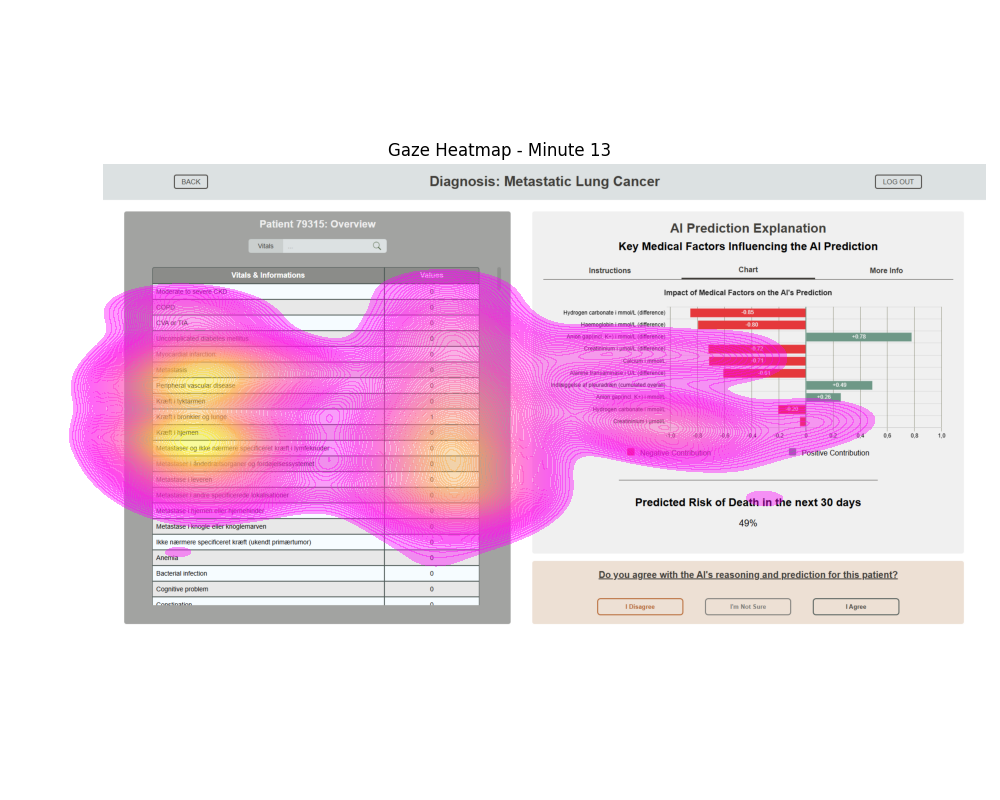 Gaze Heatmap - Minute 13
BACK
Diagnosis: Metastatic Lung Cancer
LOG OUT
Patient 79315: Overview
Vitals
...
Vitals & Informations Values
Moderate to severe CKD 0
COPD 0
CVA or TIA 0
Uncomplicated diabetes mellitus 0
Myocardial infarction 0
Metastasis 0
Peripheral vascular disease 0
Kræft i tyktarmen 0
Kræft i bronkier og lunge 1
Kræft i hjernen 0
Metastaser og ikke nærmere specificeret kræft i lymfeknuder 0
Metastaser i åndedrætsorganer og fordøjelsessystemet 0
Metastase i leveren 0
Metastaser i andre specificerede lokalisationer 0
Metastase i hjernen eller hjernehinder 0
Metastase i knogle eller knoglemarven 0
Ikke nærmere specificeret kræft (ukendt primærtumor) 0
Anemia 0
Bacterial infection 0
Cognitive problem 0
Constipation 0
AI Prediction Explanation
Key Medical Factors Influencing the AI Prediction
Instructions Chart More Info
Impact of Medical Factors on the AI's Prediction
Hydrogen carbonate i mmol/L (difference) -0.85
Haemoglobin i mmol/L (difference) -0.80
Anion gap(incl. K+) i mmol/L (difference) +0.78
Creatininium i µmol/L (difference) -0.72
Calcium i mmol/L -0.71
Alanine transaminase i U/L (difference) -0.61
Indlæggelse af pleuradræn (cumulated overall) +0.49
Anion gap(incl. K+) i mmol/L +0.26
Hydrogen carbonate i mmol/L -0.20
Creatininium i µmol/L
-1,0 -0,8 -0,6 -0,4 -0,2 0 0,2 0,4 0,6 0,8 1,0
Negative Contribution Positive Contribution
Predicted Risk of Death in the next 30 days
49%
Do you agree with the AI's reasoning and prediction for this patient?
I Disagree I'm Not Sure I Agree